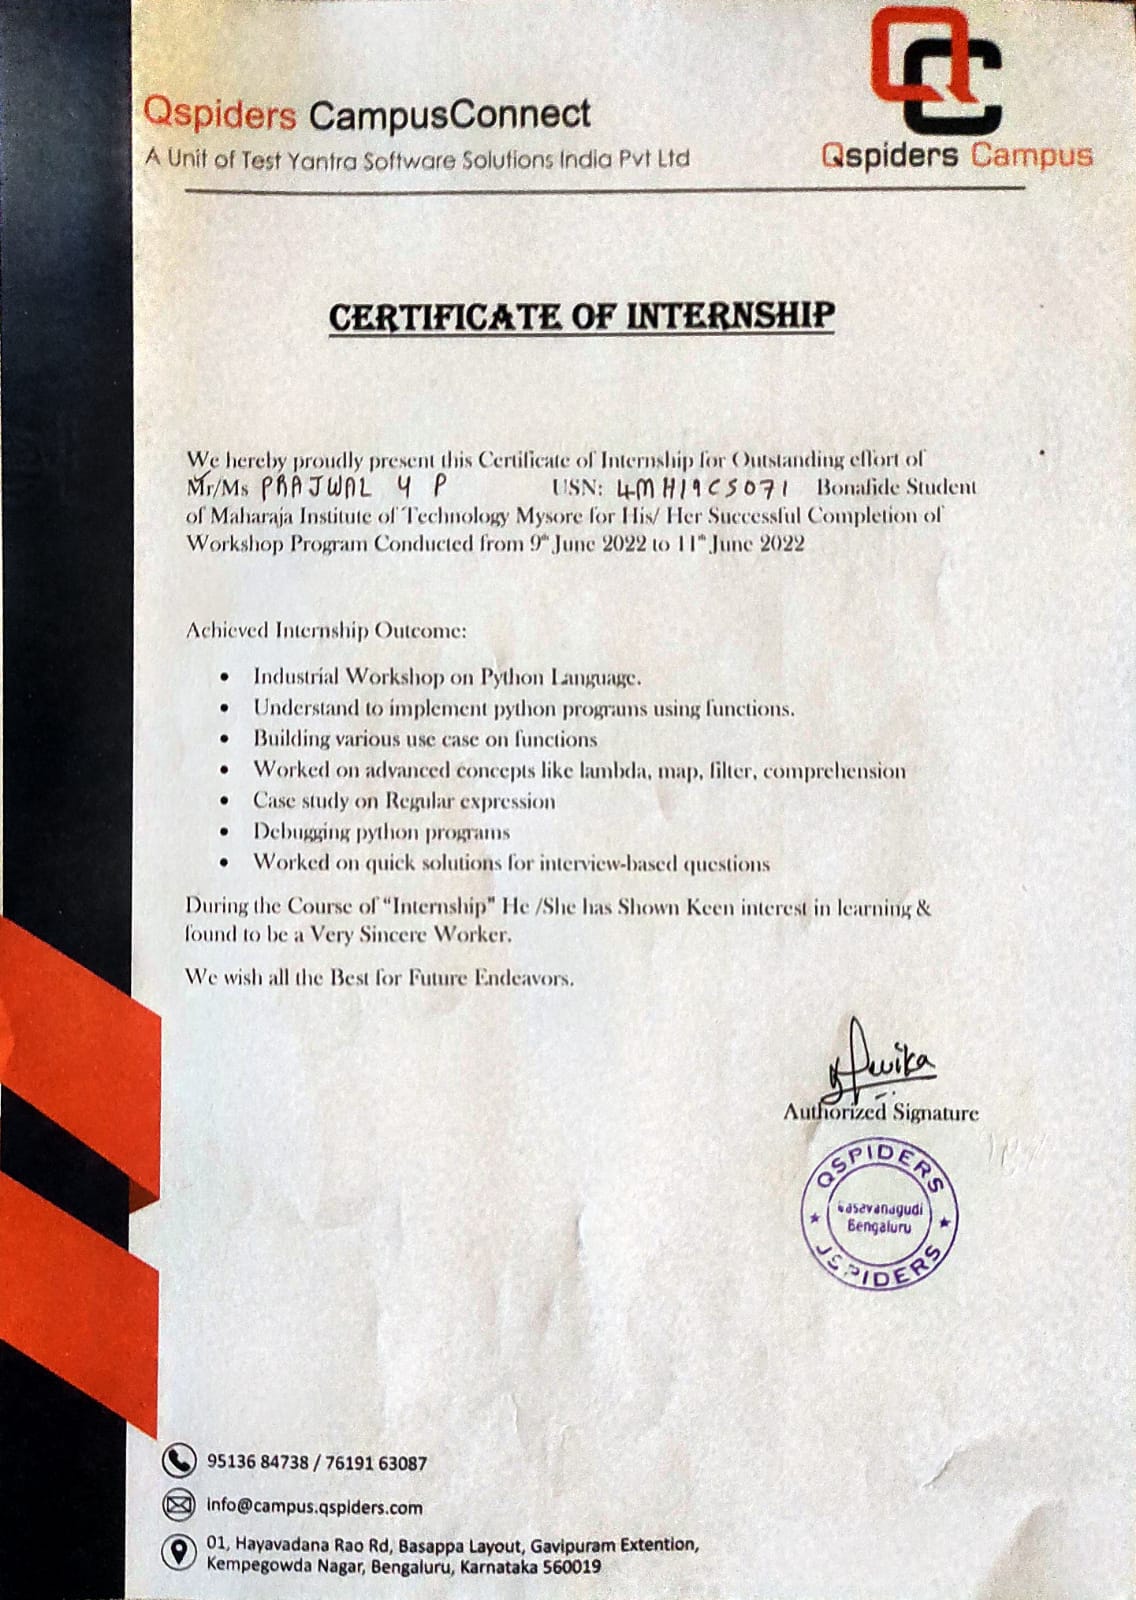 Qspiders CampusConnect
A Unit of Test Yantra Software Solutions India Pvt Ltd
QC
Qspiders Campus
CERTIFICATE OF INTERNSHIP
We hereby proudly present this Certificate of Internship for Outstanding effort of
Mr/Ms PRAJWAL Y P USN: 4MH19CS071 Bonafide Student
of Maharaja Institute of Technology Mysore for His/ Her Successful Completion of
Workshop Program Conducted from 9th June 2022 to 11th June 2022
Achieved Internship Outcome:
• Industrial Workshop on Python Language.
• Understand to implement python programs using functions.
• Building various use case on functions
• Worked on advanced concepts like lambda, map, filter, comprehension
• Case study on Regular expression
• Debugging python programs
• Worked on quick solutions for interview-based questions
During the Course of “Internship” He /She has Shown Keen interest in learning &
found to be a Very Sincere Worker.
We wish all the Best for Future Endeavors.
Authorized Signature
QSPIDERS
Basavanagudi
Bengaluru
JSPIDERS
95136 84738 / 76191 63087
info@campus.qspiders.com
01, Hayavadana Rao Rd, Basappa Layout, Gavipuram Extention,
Kempegowda Nagar, Bengaluru, Karnataka 560019